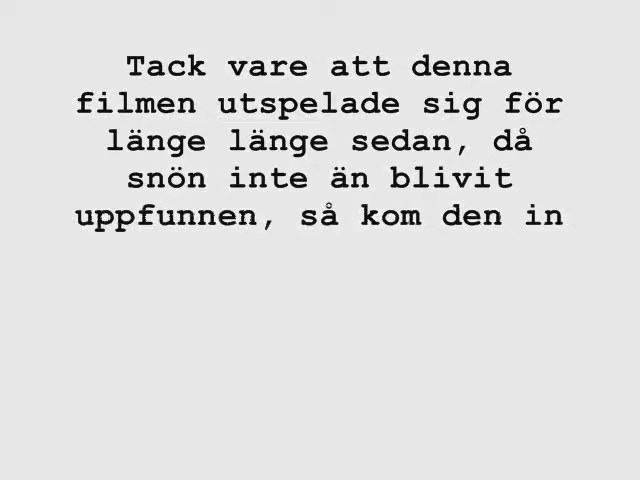 Tack vare att denna
filmen utspelade sig för
länge länge sedan, då
snön inte än blivit
uppfunnen, så kom den in